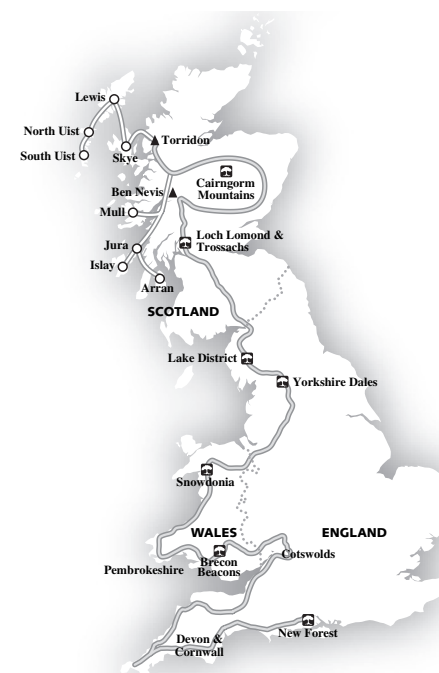 Lewis
North Uist
South Uist
Skye
Torridon
Cairngorm
Mountains
Ben Nevis
Mull
Loch Lomond &
Trossachs
Jura
Islay
Arran
SCOTLAND
Lake District
Yorkshire Dales
Snowdonia
WALES
ENGLAND
Cotswolds
Pembrokeshire
Brecon
Beacons
Devon &
Cornwall
New Forest